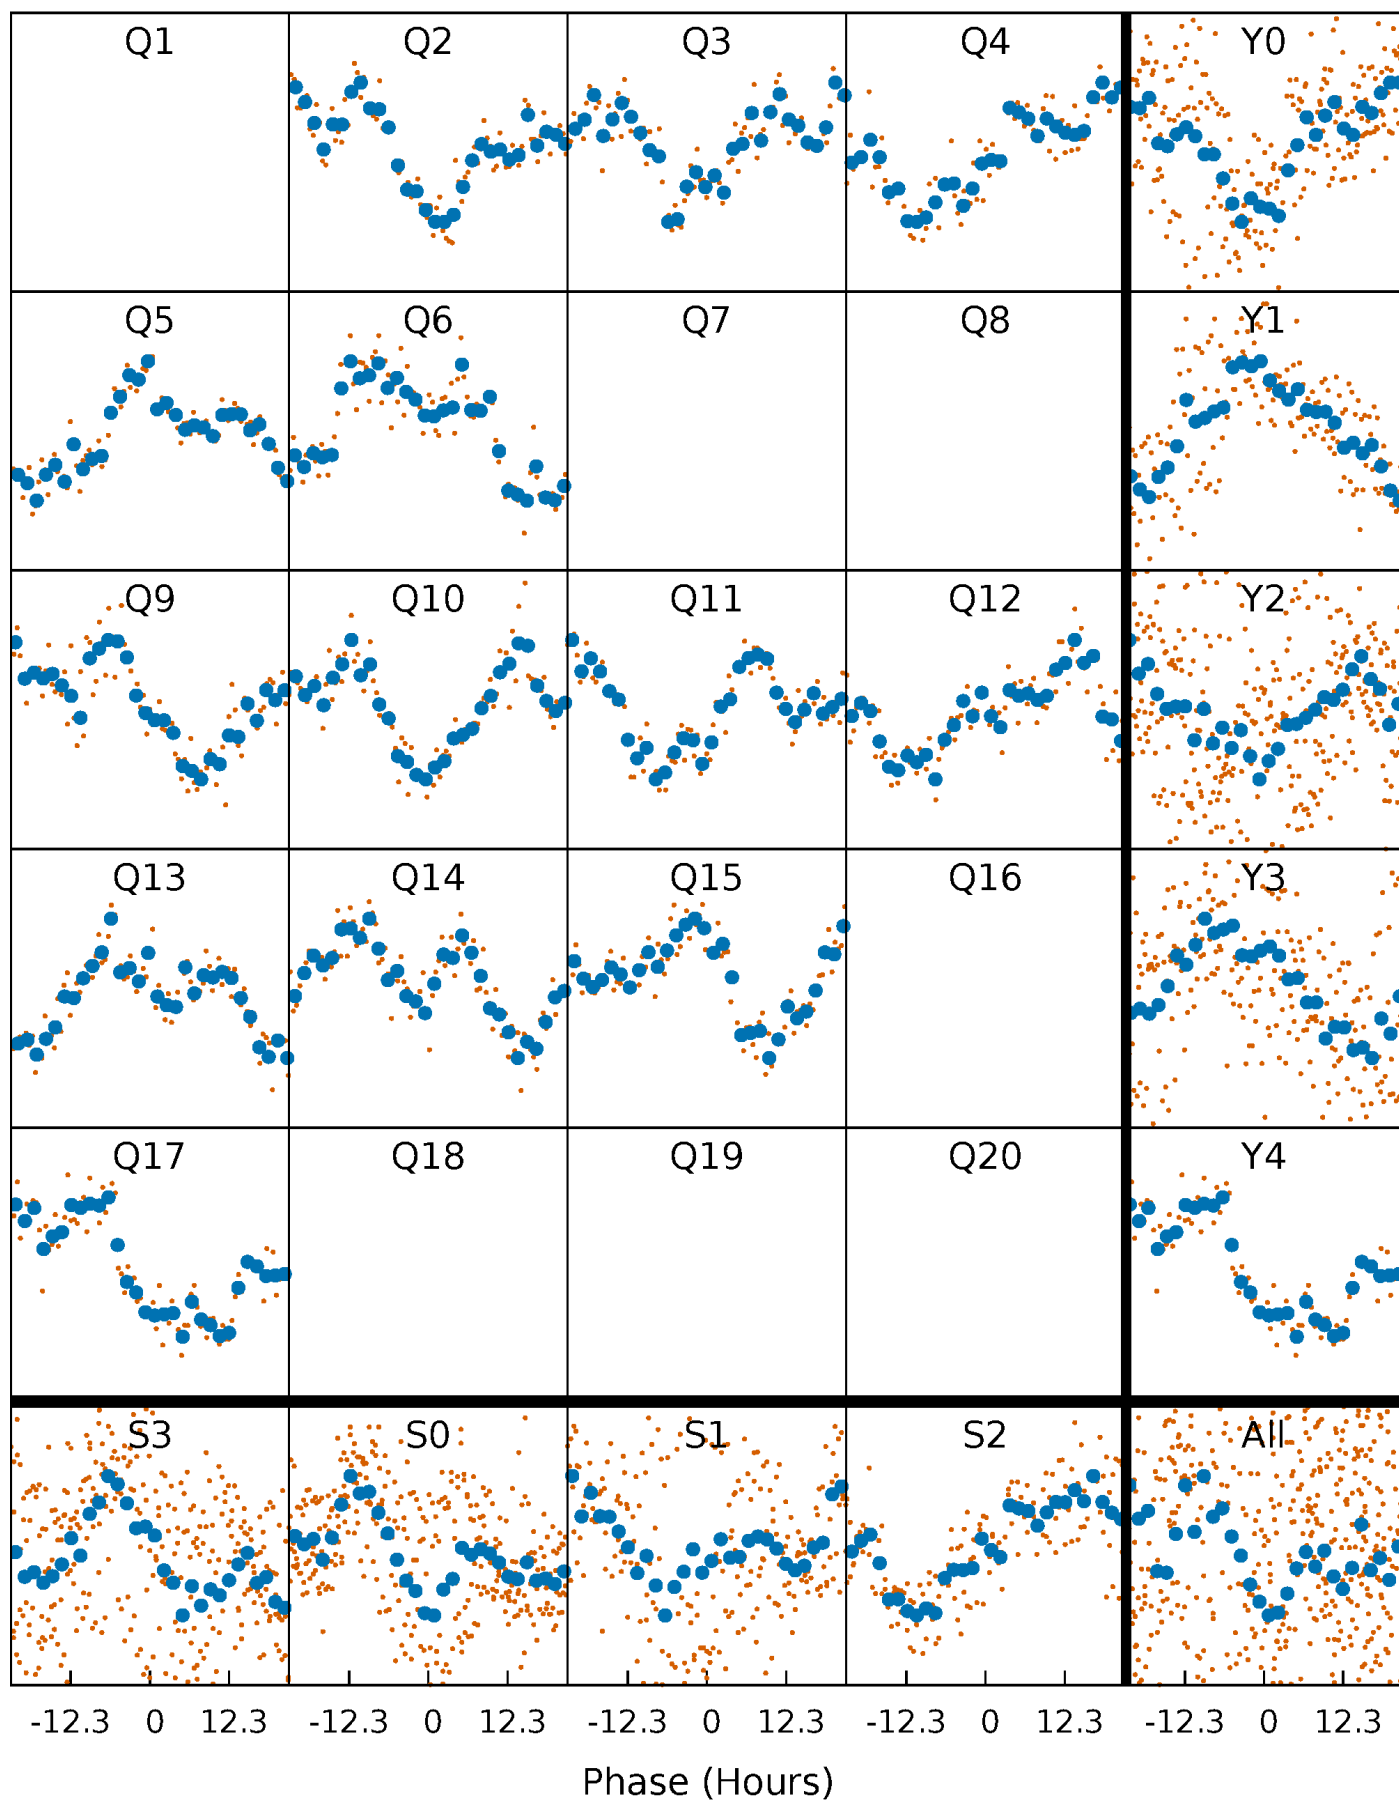 Q1 Q2 Q3 Q4 Y0
Q5 Q6 Q7 Q8 Y1
Q9 Q10 Q11 Q12 Y2
Q13 Q14 Q15 Q16 Y3
Q17 Q18 Q19 Q20 Y4
S3 S0 S1 S2 All
-12.3 0 12.3 -12.3 0 12.3 -12.3 0 12.3 -12.3 0 12.3 -12.3 0 12.3
Phase (Hours)